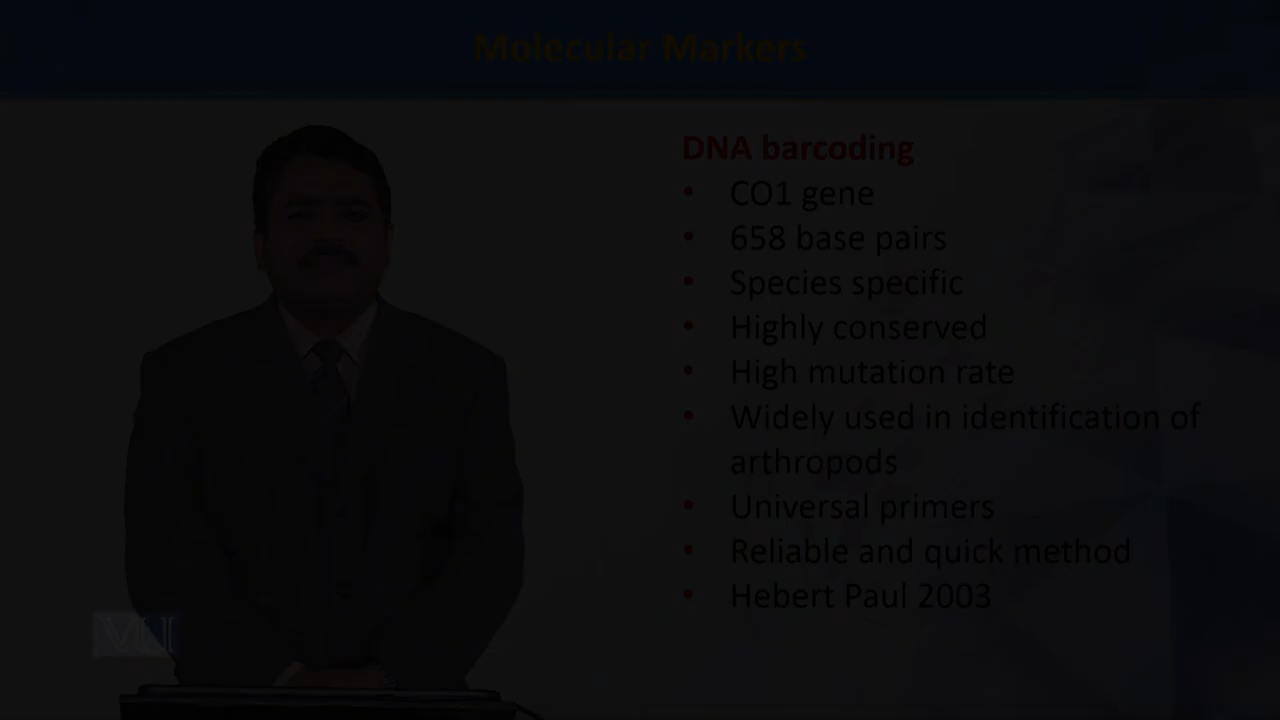 Molecular Markers
DNA barcoding
• CO1 gene
• 658 base pairs
• Species specific
• Highly conserved
• High mutation rate
• Widely used in identification of
arthropods
• Universal primers
• Reliable and quick method
• Hebert Paul 2003
VU